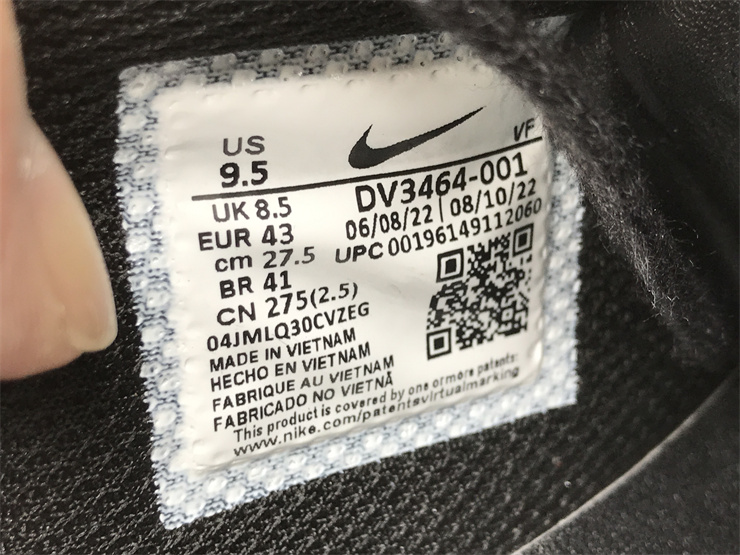 US
9.5
VF
UK 8.5
EUR 43
cm 27.5
BR 41
CN 275(2.5)
DV3464-001
06/08/22 | 08/10/22
UPC 00196149112060
04JMLQ30CVZEG
MADE IN VIETNAM
HECHO EN VIETNAM
FABRIQUE AU VIETNAM
FABRICADO NO VIETNÃ
This product is covered by one or more patents:
www.nike.com/patentsvirtualmarking